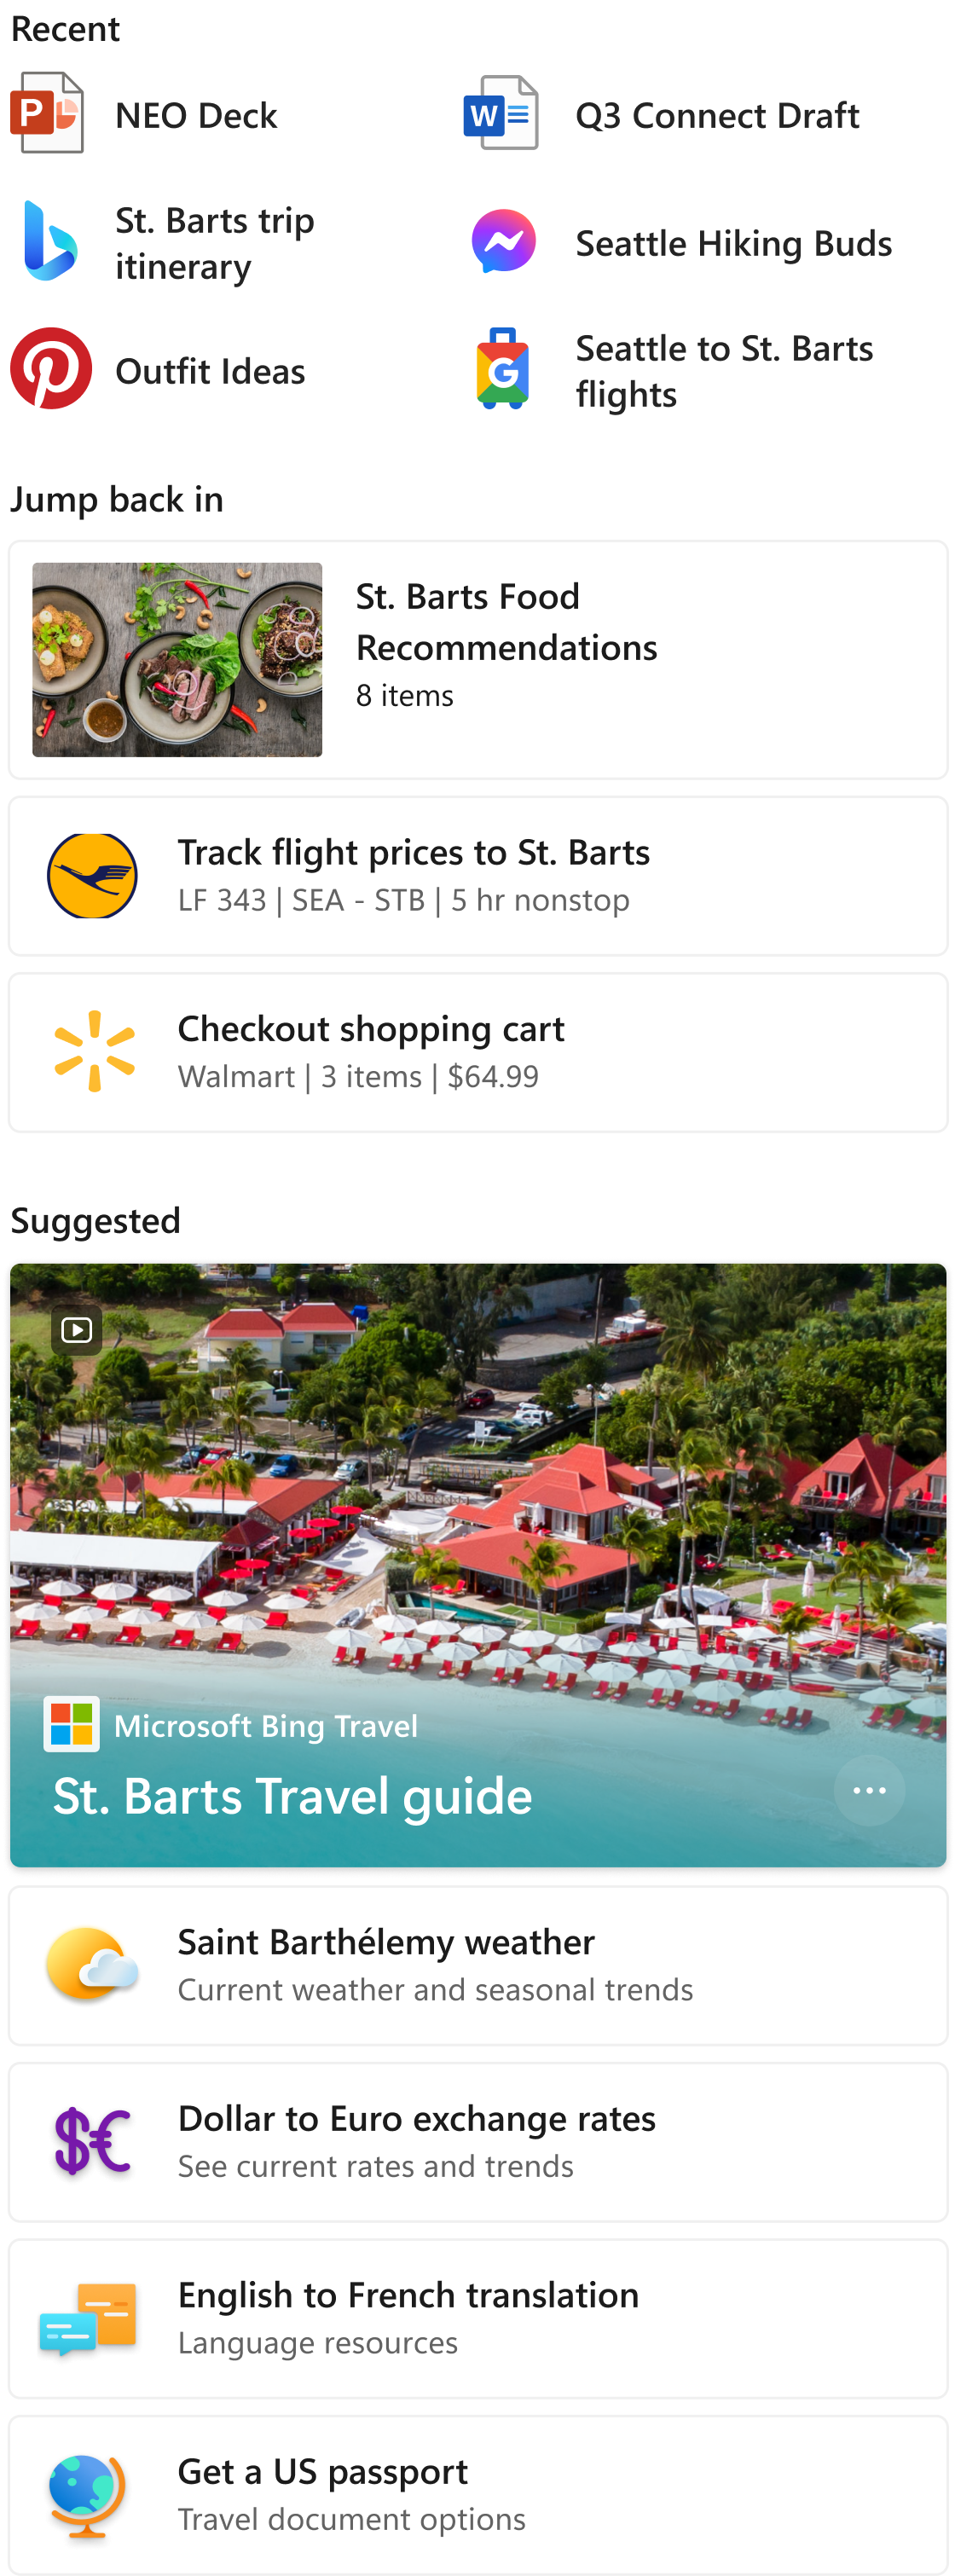 Recent
P
NEO Deck
W
Q3 Connect Draft
St. Barts trip
itinerary
Seattle Hiking Buds
Outfit Ideas
G
Seattle to St. Barts
flights
Jump back in
St. Barts Food
Recommendations
8 items
Track flight prices to St. Barts
LF 343 | SEA - STB | 5 hr nonstop
Checkout shopping cart
Walmart | 3 items | $64.99
Suggested
Microsoft Bing Travel
St. Barts Travel guide
Saint Barthélemy weather
Current weather and seasonal trends
$€
Dollar to Euro exchange rates
See current rates and trends
English to French translation
Language resources
Get a US passport
Travel document options